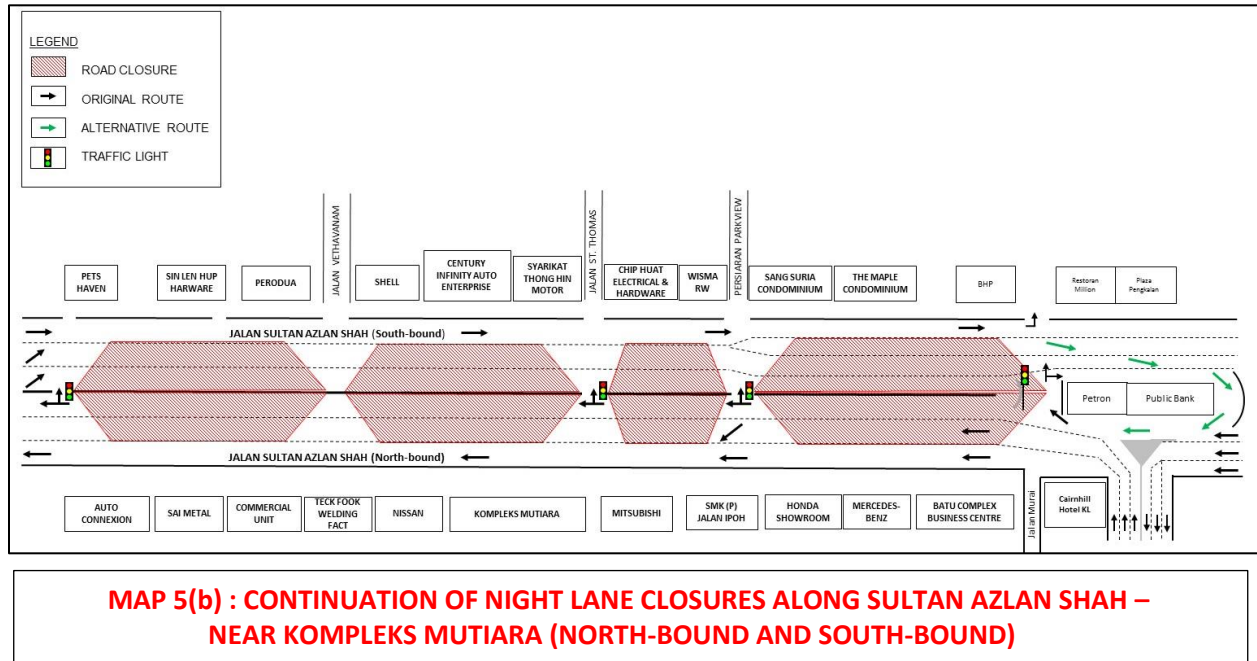 LEGEND
ROAD CLOSURE
ORIGINAL ROUTE
ALTERNATIVE ROUTE
TRAFFIC LIGHT
JALAN VETHAVANAM
JALAN ST. THOMAS
PERSIARAN PARKVIEW
PETS
HAVEN
SIN LEN HUP
HARWARE
PERODUA
SHELL
CENTURY
INFINITY AUTO
ENTERPRISE
SYARIKAT
THONG HIN
MOTOR
CHIP HUAT
ELECTRICAL &
HARDWARE
WISMA
RW
SANG SURIA
CONDOMINIUM
THE MAPLE
CONDOMINIUM
BHP
Restoran
Million
Plaza
Pengkalan
JALAN SULTAN AZLAN SHAH (South-bound)
Petron
Public Bank
JALAN SULTAN AZLAN SHAH (North-bound)
AUTO
CONNEXION
SAI METAL
COMMERCIAL
UNIT
TECK FOOK
WELDING
FACT
NISSAN
KOMPLEKS MUTIARA
MITSUBISHI
SMK (P)
JALAN IPOH
HONDA
SHOWROOM
MERCEDES-
BENZ
BATU COMPLEX
BUSINESS CENTRE
Jalan Murai
Cairnhill
Hotel KL
MAP 5(b) : CONTINUATION OF NIGHT LANE CLOSURES ALONG SULTAN AZLAN SHAH –
NEAR KOMPLEKS MUTIARA (NORTH-BOUND AND SOUTH-BOUND)